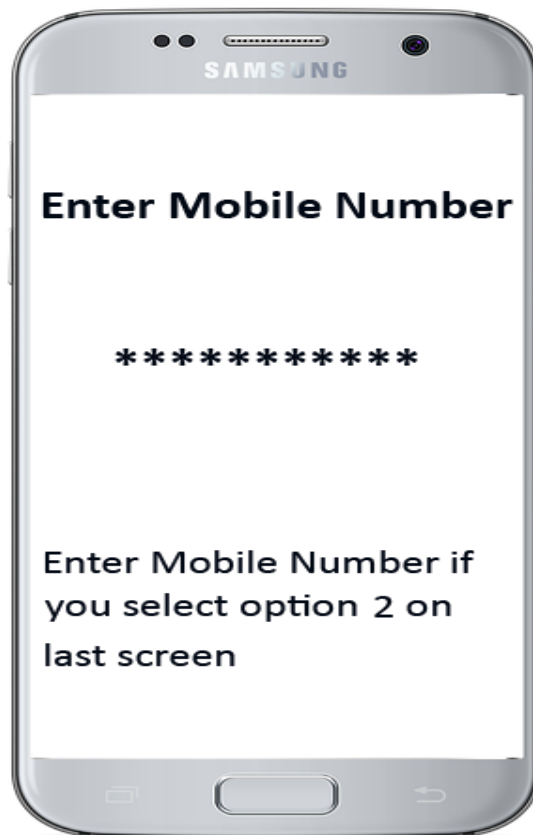 SAMSUNG
Enter Mobile Number
***********
Enter Mobile Number if
you select option 2 on
last screen